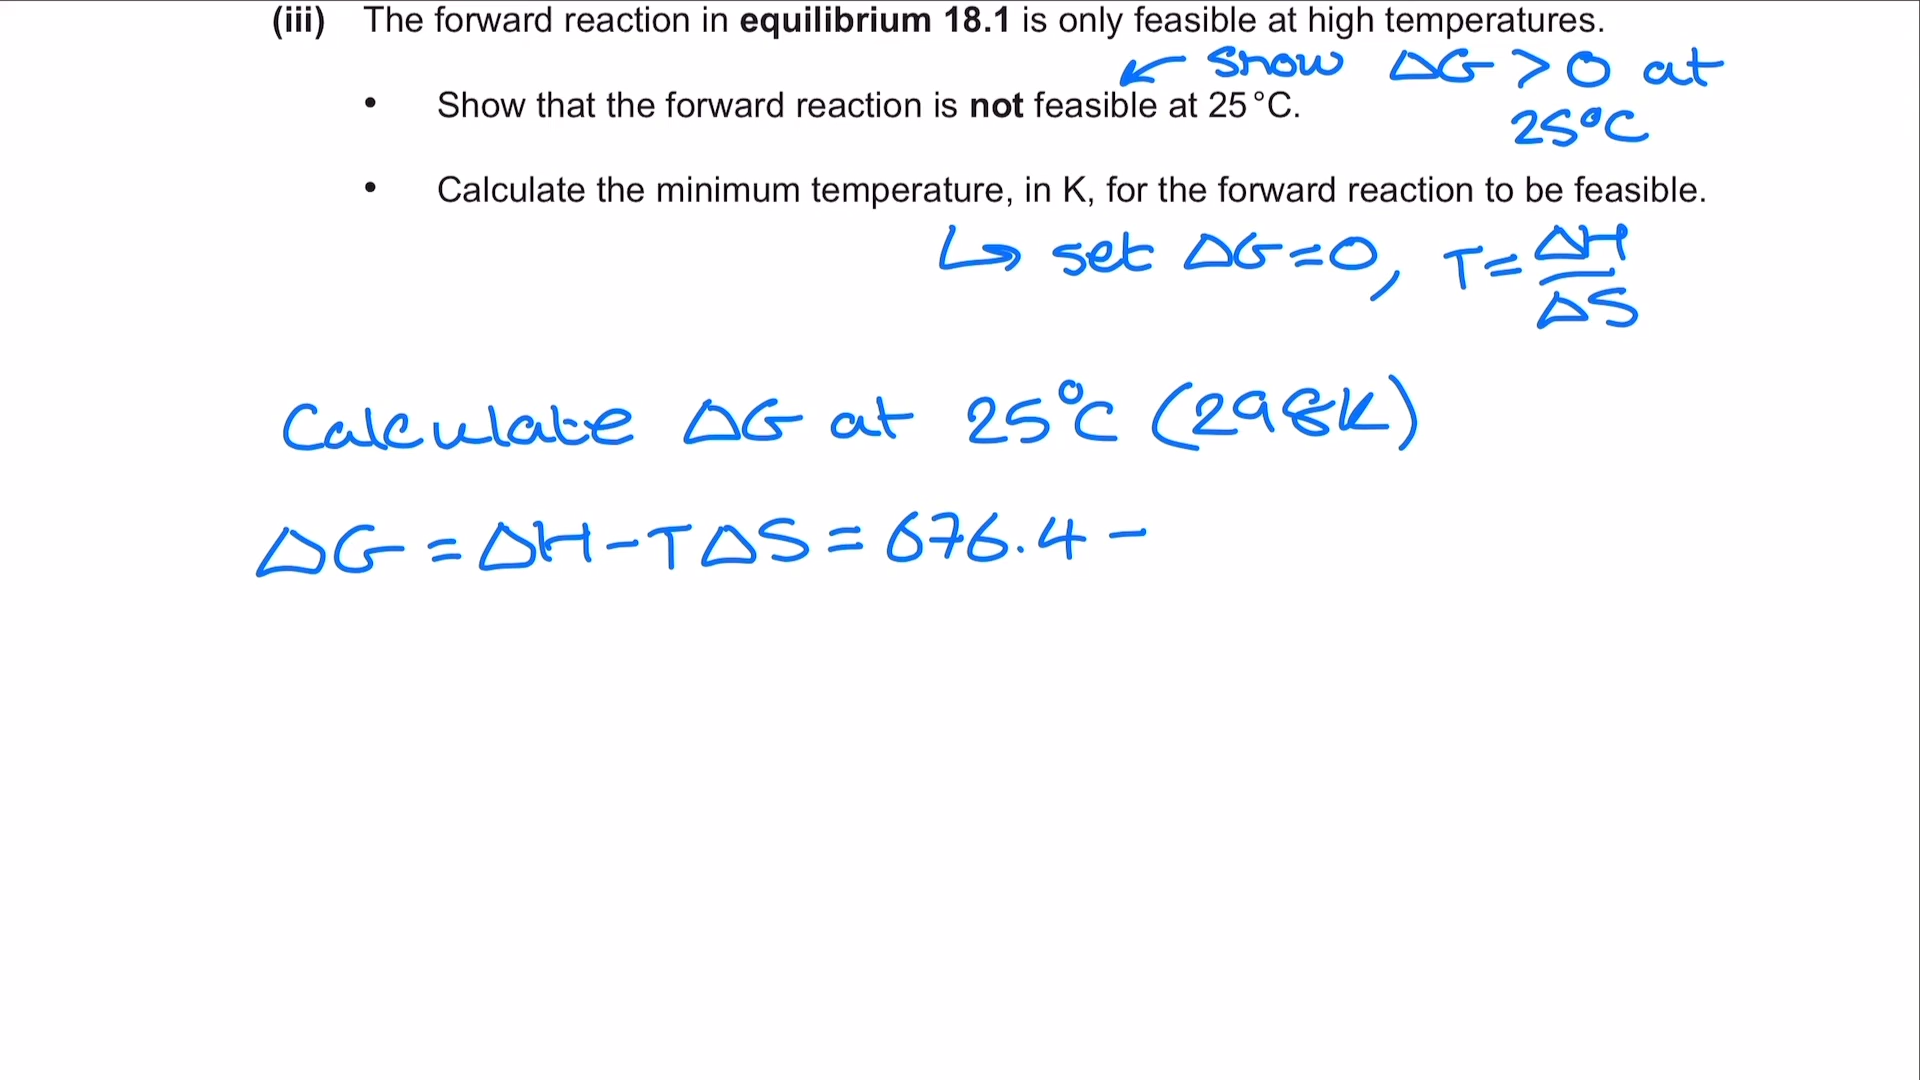 (iii) The forward reaction in equilibrium 18.1 is only feasible at high temperatures.
↙ show ΔG > 0 at
• Show that the forward reaction is not feasible at 25 °C.
25°C
• Calculate the minimum temperature, in K, for the forward reaction to be feasible.
↳ set ΔG=0, T= ΔH/ΔS
Calculate ΔG at 25°C (298K)
ΔG = ΔH-TΔS = 676.4 -